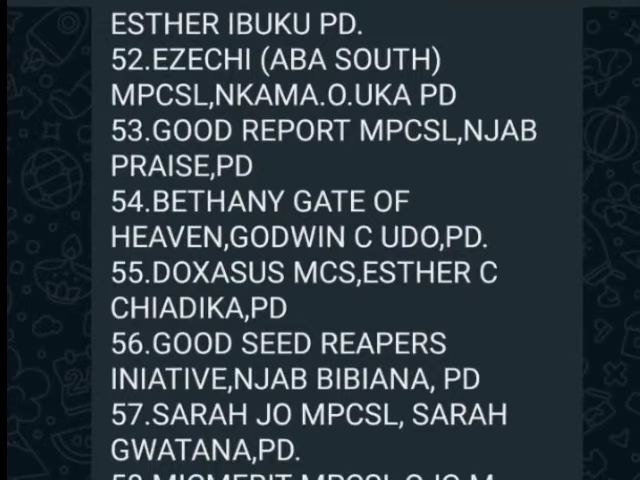 ESTHER IBUKU PD.
52.EZECHI (ABA SOUTH)
MPCSL,NKAMA.O.UKA PD
53.GOOD REPORT MPCSL,NJAB
PRAISE,PD
54.BETHANY GATE OF
HEAVEN,GODWIN C UDO,PD.
55.DOXASUS MCS,ESTHER C
CHIADIKA,PD
56.GOOD SEED REAPERS
INIATIVE,NJAB BIBIANA, PD
57.SARAH JO MPCSL, SARAH
GWATANA,PD.